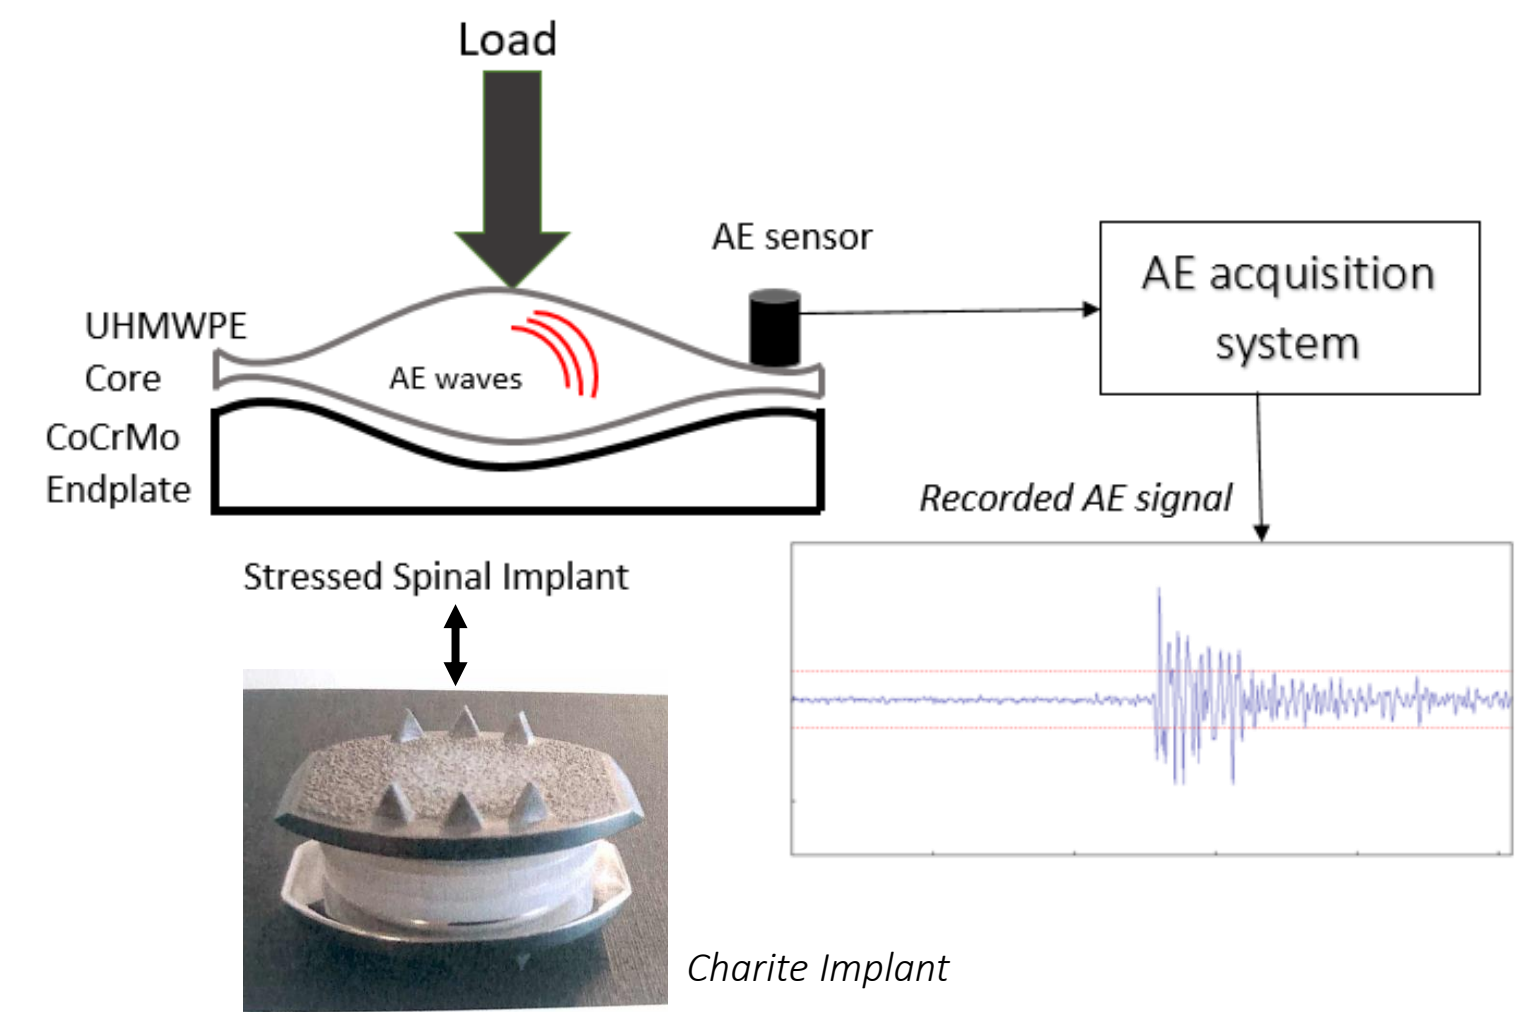 Load
AE sensor
AE acquisition
system
UHMWPE
Core
AE waves
CoCrMo
Endplate
Recorded AE signal
Stressed Spinal Implant
Charite Implant